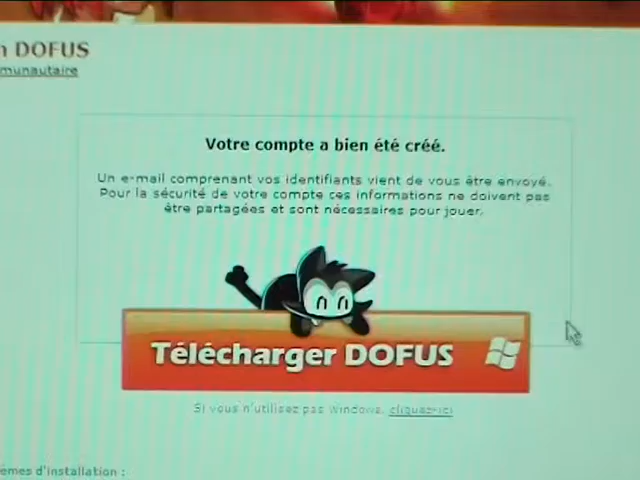 n DOFUS
munautaire
Votre compte a bien été créé.
Un e-mail comprenant vos identifiants vient de vous être envoyé.
Pour la sécurité de votre compte ces informations ne doivent pas
être partagées et sont nécessaires pour jouer.
Télécharger DOFUS
Si vous n'utilisez pas Windows, cliquez-ici
èmes d'installation :